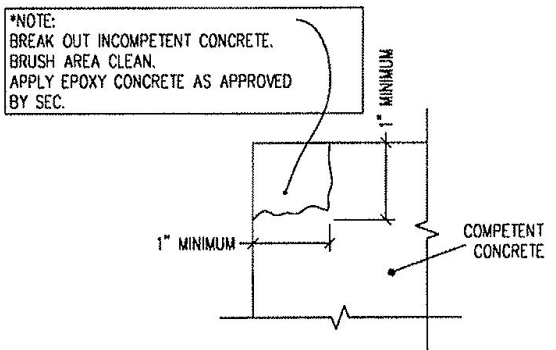 *NOTE:
BREAK OUT INCOMPETENT CONCRETE.
BRUSH AREA CLEAN.
APPLY EPOXY CONCRETE AS APPROVED
BY SEC.
1" MINIMUM
1" MINIMUM
COMPETENT
CONCRETE